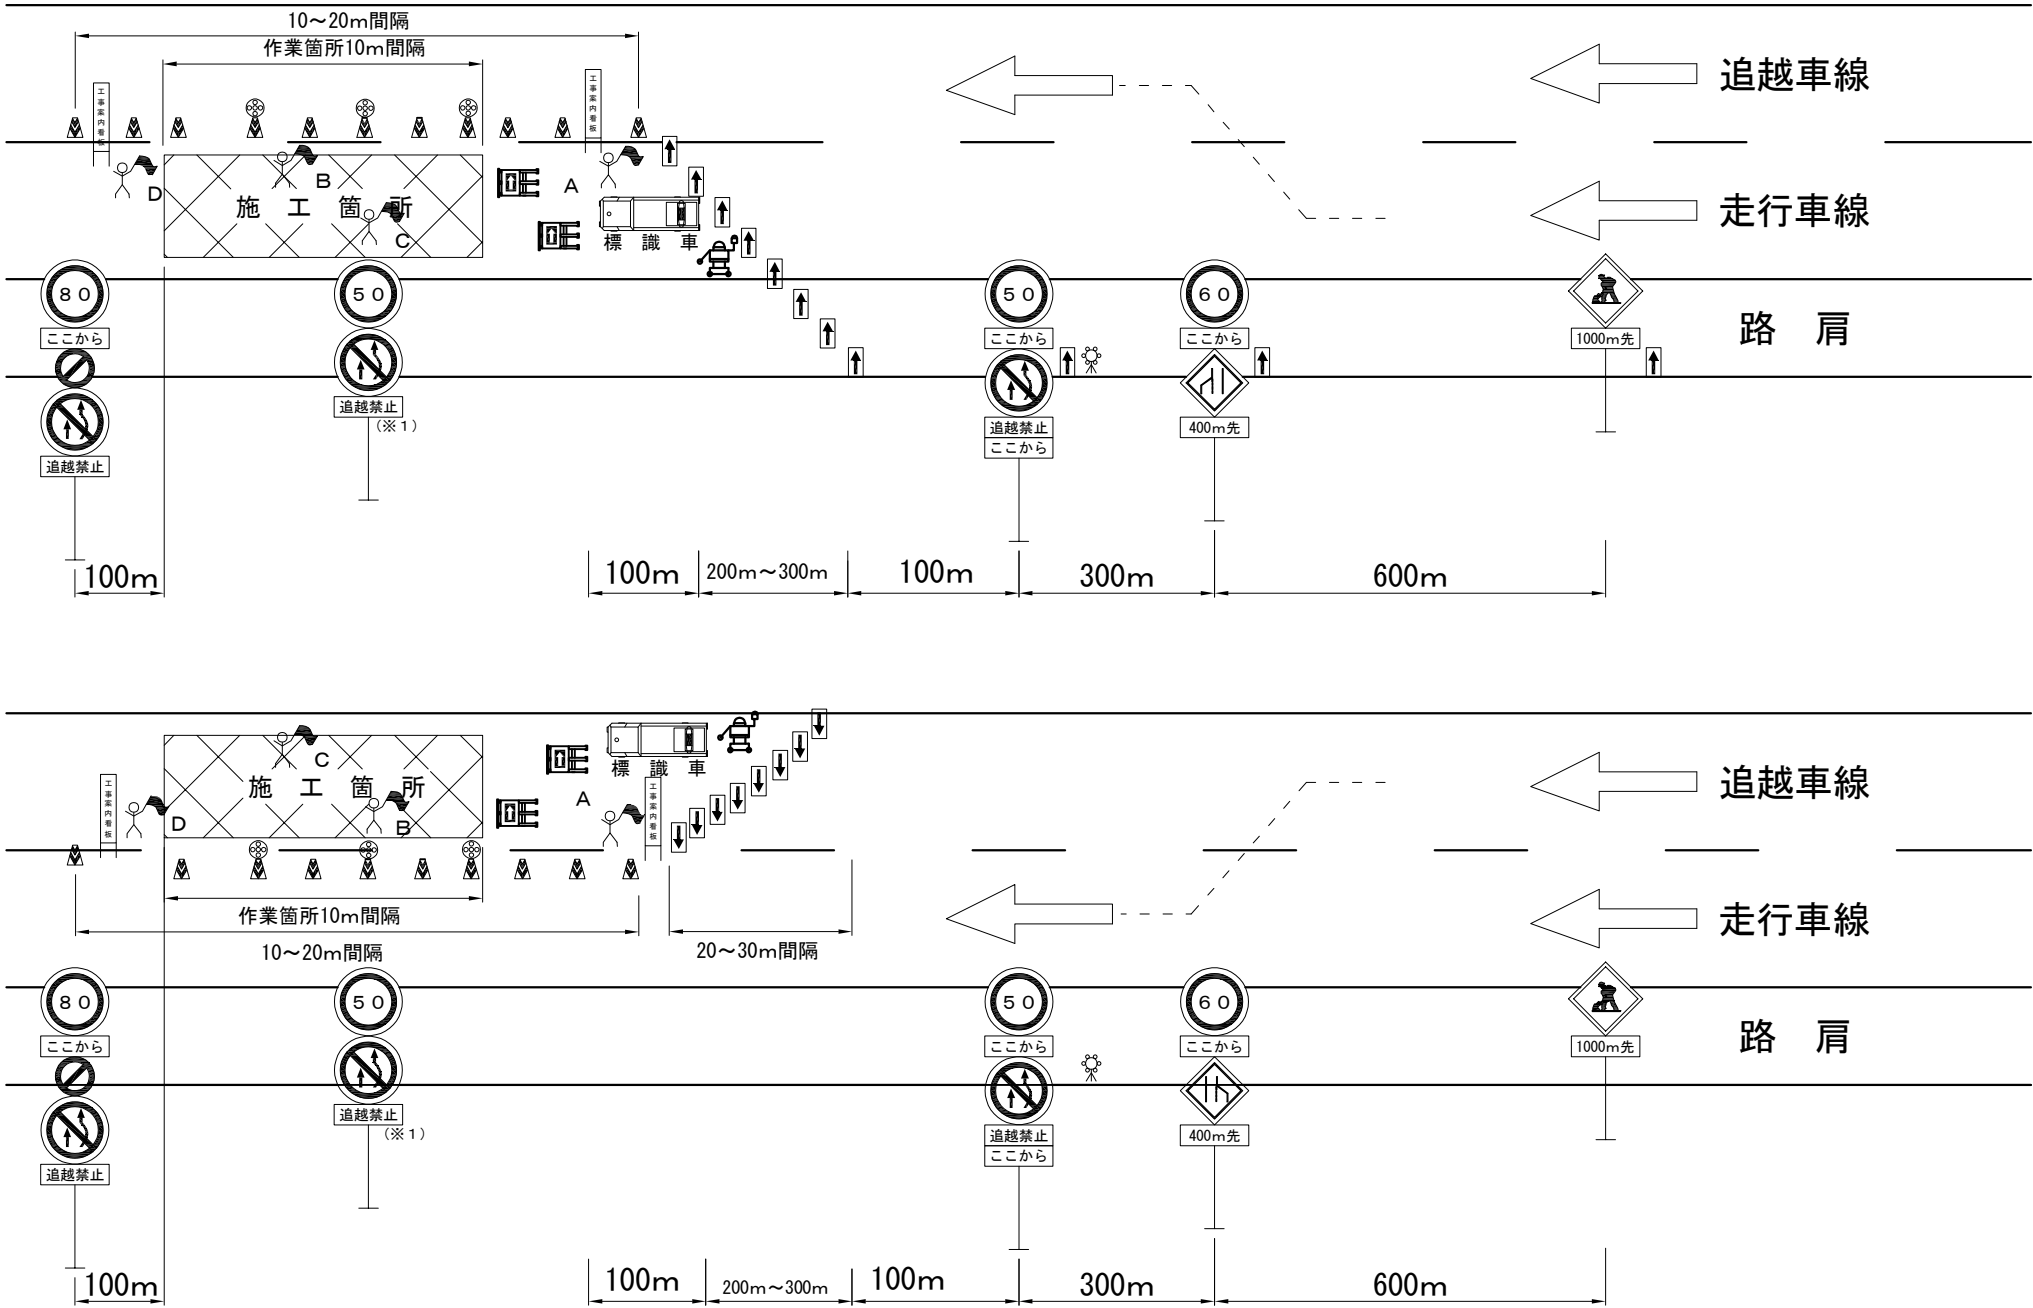 10～20m間隔
作業箇所10m間隔
工事案内看板
工事案内看板
追越車線
走行車線
路 肩
A
B
C
D
施 工 箇 所
標 識 車
80
ここから
追越禁止
50
追越禁止
(※1)
50
ここから
追越禁止
ここから
60
ここから
400m先
1000m先
100m
100m
200m～300m
100m
300m
600m
追越車線
走行車線
路 肩
C
施 工 箇 所
B
A
D
標 識 車
工事案内看板
工事案内看板
作業箇所10m間隔
10～20m間隔
20～30m間隔
80
ここから
追越禁止
50
追越禁止
(※1)
50
ここから
追越禁止
ここから
60
ここから
400m先
1000m先
100m
100m
200m～300m
100m
300m
600m